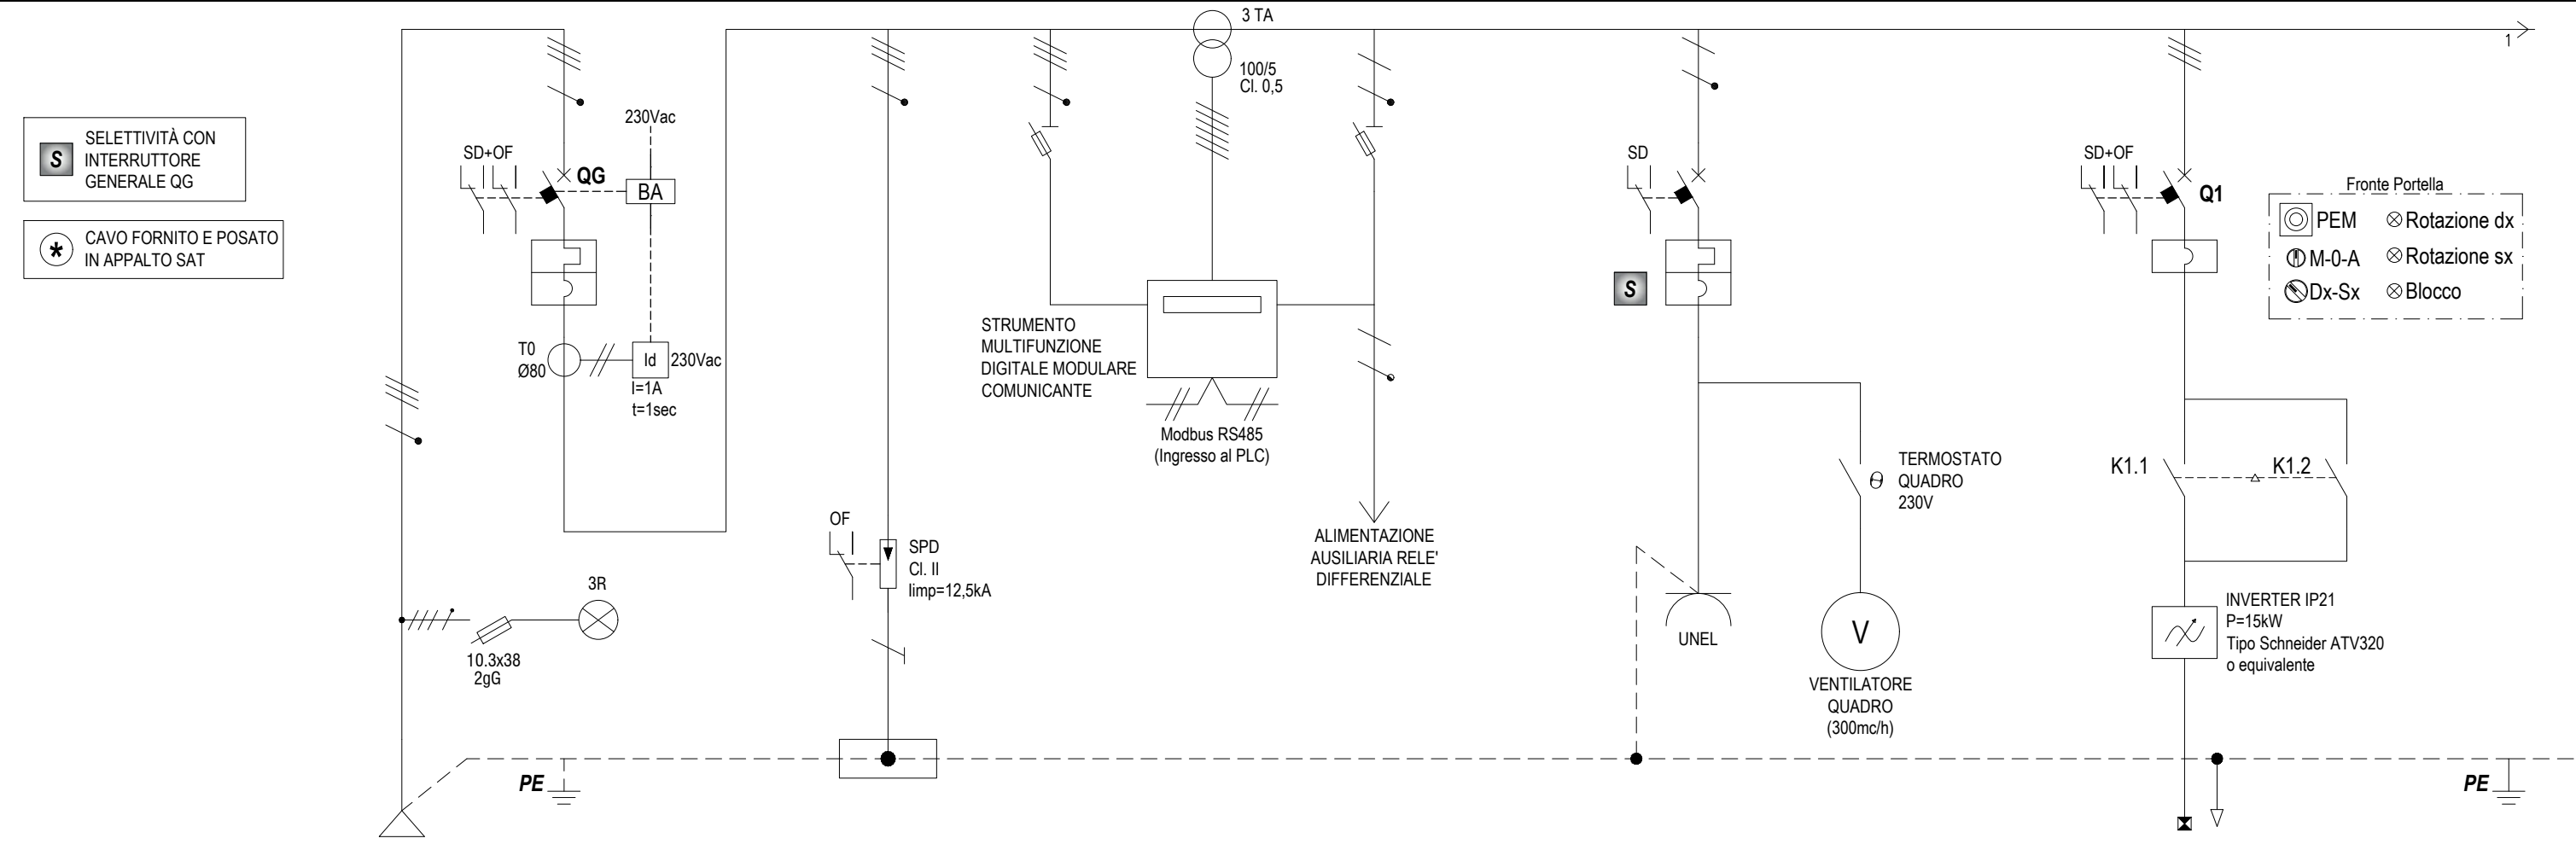 3 TA
100/5
Cl. 0,5
1
S
SELETTIVITÀ CON
INTERRUTTORE
GENERALE QG
*
CAVO FORNITO E POSATO
IN APPALTO SAT
230Vac
SD+OF
QG
BA
T0
Ø80
Id
230Vac
I=1A
t=1sec
3R
10.3x38
2gG
PE
OF
SPD
Cl. II
Iimp=12,5kA
STRUMENTO
MULTIFUNZIONE
DIGITALE MODULARE
COMUNICANTE
Modbus RS485
(Ingresso al PLC)
ALIMENTAZIONE
AUSILIARIA RELE'
DIFFERENZIALE
SD
S
UNEL
TERMOSTATO
QUADRO
230V
V
VENTILATORE
QUADRO
(300mc/h)
SD+OF
Q1
Fronte Portella
PEM
Rotazione dx
M-0-A
Rotazione sx
Dx-Sx
Blocco
K1.1
K1.2
INVERTER IP21
P=15kW
Tipo Schneider ATV320
o equivalente
PE